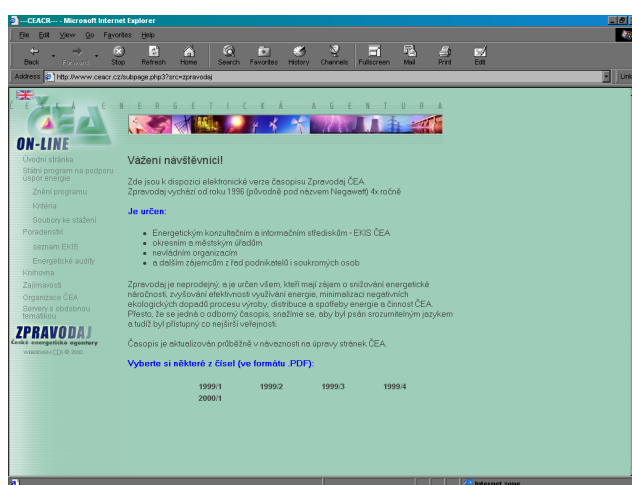 ---CEACR--- - Microsoft Internet Explorer
File Edit View Go Favorites Help
Back Forward Stop Refresh Home Search Favorites History Channels Fullscreen Mail Print Edit
Address http://www.ceacr.cz/subpage.php3?src=zpravodaj Link
ČESKÁ ENERGETICKÁ AGENTURA
ČEA
ON-LINE
Úvodní stránka
Státní program na podporu
úspor energie
Znění programu
Kritéria
Soubory ke stažení
Poradenství
seznam EKIS
Energetické audity
Knihovna
Zajímavosti
Organizace ČEA
Servery s obdobnou
tematikou
ZPRAVODAJ
České energetické agentury
WEBDESIGN © 2000
Vážení návštěvníci!
Zde jsou k dispozici elektronické verze časopisu Zpravodaj ČEA.
Zpravodaj vychází od roku 1996 (původně pod názvem Negawatt) 4x ročně
Je určen:
• Energetickým konzultačním a informačním střediskům - EKIS ČEA
• okresním a městským úřadům
• nevládním organizacím
• a dalším zájemcům z řad podnikatelů i soukromých osob
Zpravodaj je neprodejný, a je určen všem, kteří mají zájem o snižování energetické
náročnosti, zvyšování efektivnosti využívání energie, minimalizaci negativních
ekologických dopadů procesu výroby, distribuce a spotřeby energie a činnost ČEA.
Přesto, že se jedná o odborný časopis, snažíme se, aby byl psán srozumitelným jazykem
a tudíž byl přístupný co nejširší veřejnosti.
Časopis je aktualizován průběžně v návaznosti na úpravy stránek ČEA.
Vyberte si některé z čísel (ve formátu .PDF):
1999/1 1999/2 1999/3 1999/4
2000/1
Internet zone